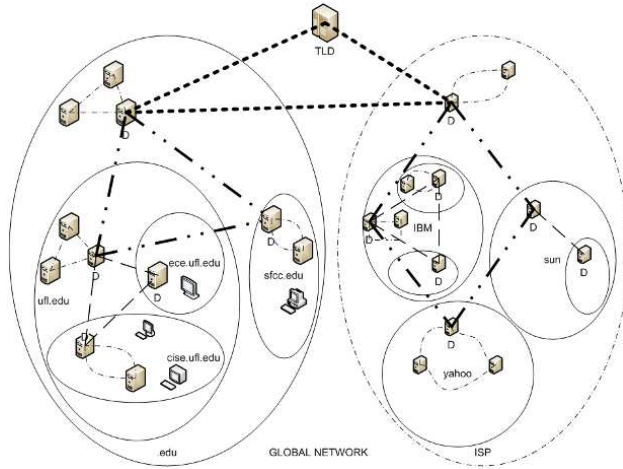 TLD
D
D
D
D
IBM
D
D
D
ece.ufl.edu
D
D
sun
D
sfcc.edu
ufl.edu
D
D
D
cise.ufl.edu
yahoo
.edu
GLOBAL NETWORK
ISP